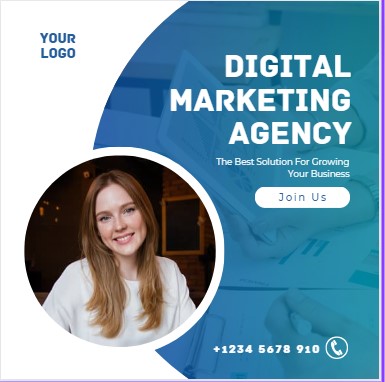 YOUR
LOGO
DIGITAL
MARKETING
AGENCY
The Best Solution For Growing
Your Business
Join Us
+1234 5678 910